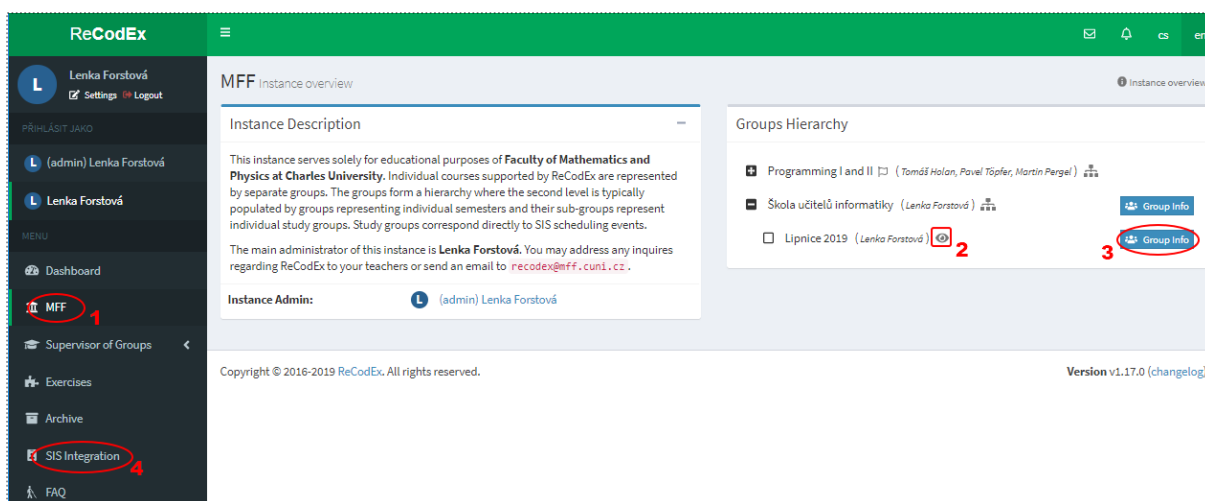 ReCodEx
cs
en
L
Lenka Forstová
Settings Logout
PŘIHLÁSIT JAKO
L (admin) Lenka Forstová
L Lenka Forstová
MENU
Dashboard
MFF
1
Supervisor of Groups
Exercises
Archive
SIS Integration
4
FAQ
MFF Instance overview
Instance overview
Instance Description
This instance serves solely for educational purposes of Faculty of Mathematics and
Physics at Charles University. Individual courses supported by ReCodEx are represented
by separate groups. The groups form a hierarchy where the second level is typically
populated by groups representing individual semesters and their sub-groups represent
individual study groups. Study groups correspond directly to SIS scheduling events.
The main administrator of this instance is Lenka Forstová. You may address any inquires
regarding ReCodEx to your teachers or send an email to recodex@mff.cuni.cz.
Instance Admin: L (admin) Lenka Forstová
Groups Hierarchy
Programming I and II (Tomáš Holan, Pavel Töpfer, Martin Pergel)
Škola učitelů informatiky (Lenka Forstová) Group Info
Lipnice 2019 (Lenka Forstová) 2 3 Group Info
Copyright © 2016-2019 ReCodEx. All rights reserved.
Version v1.17.0 (changelog)